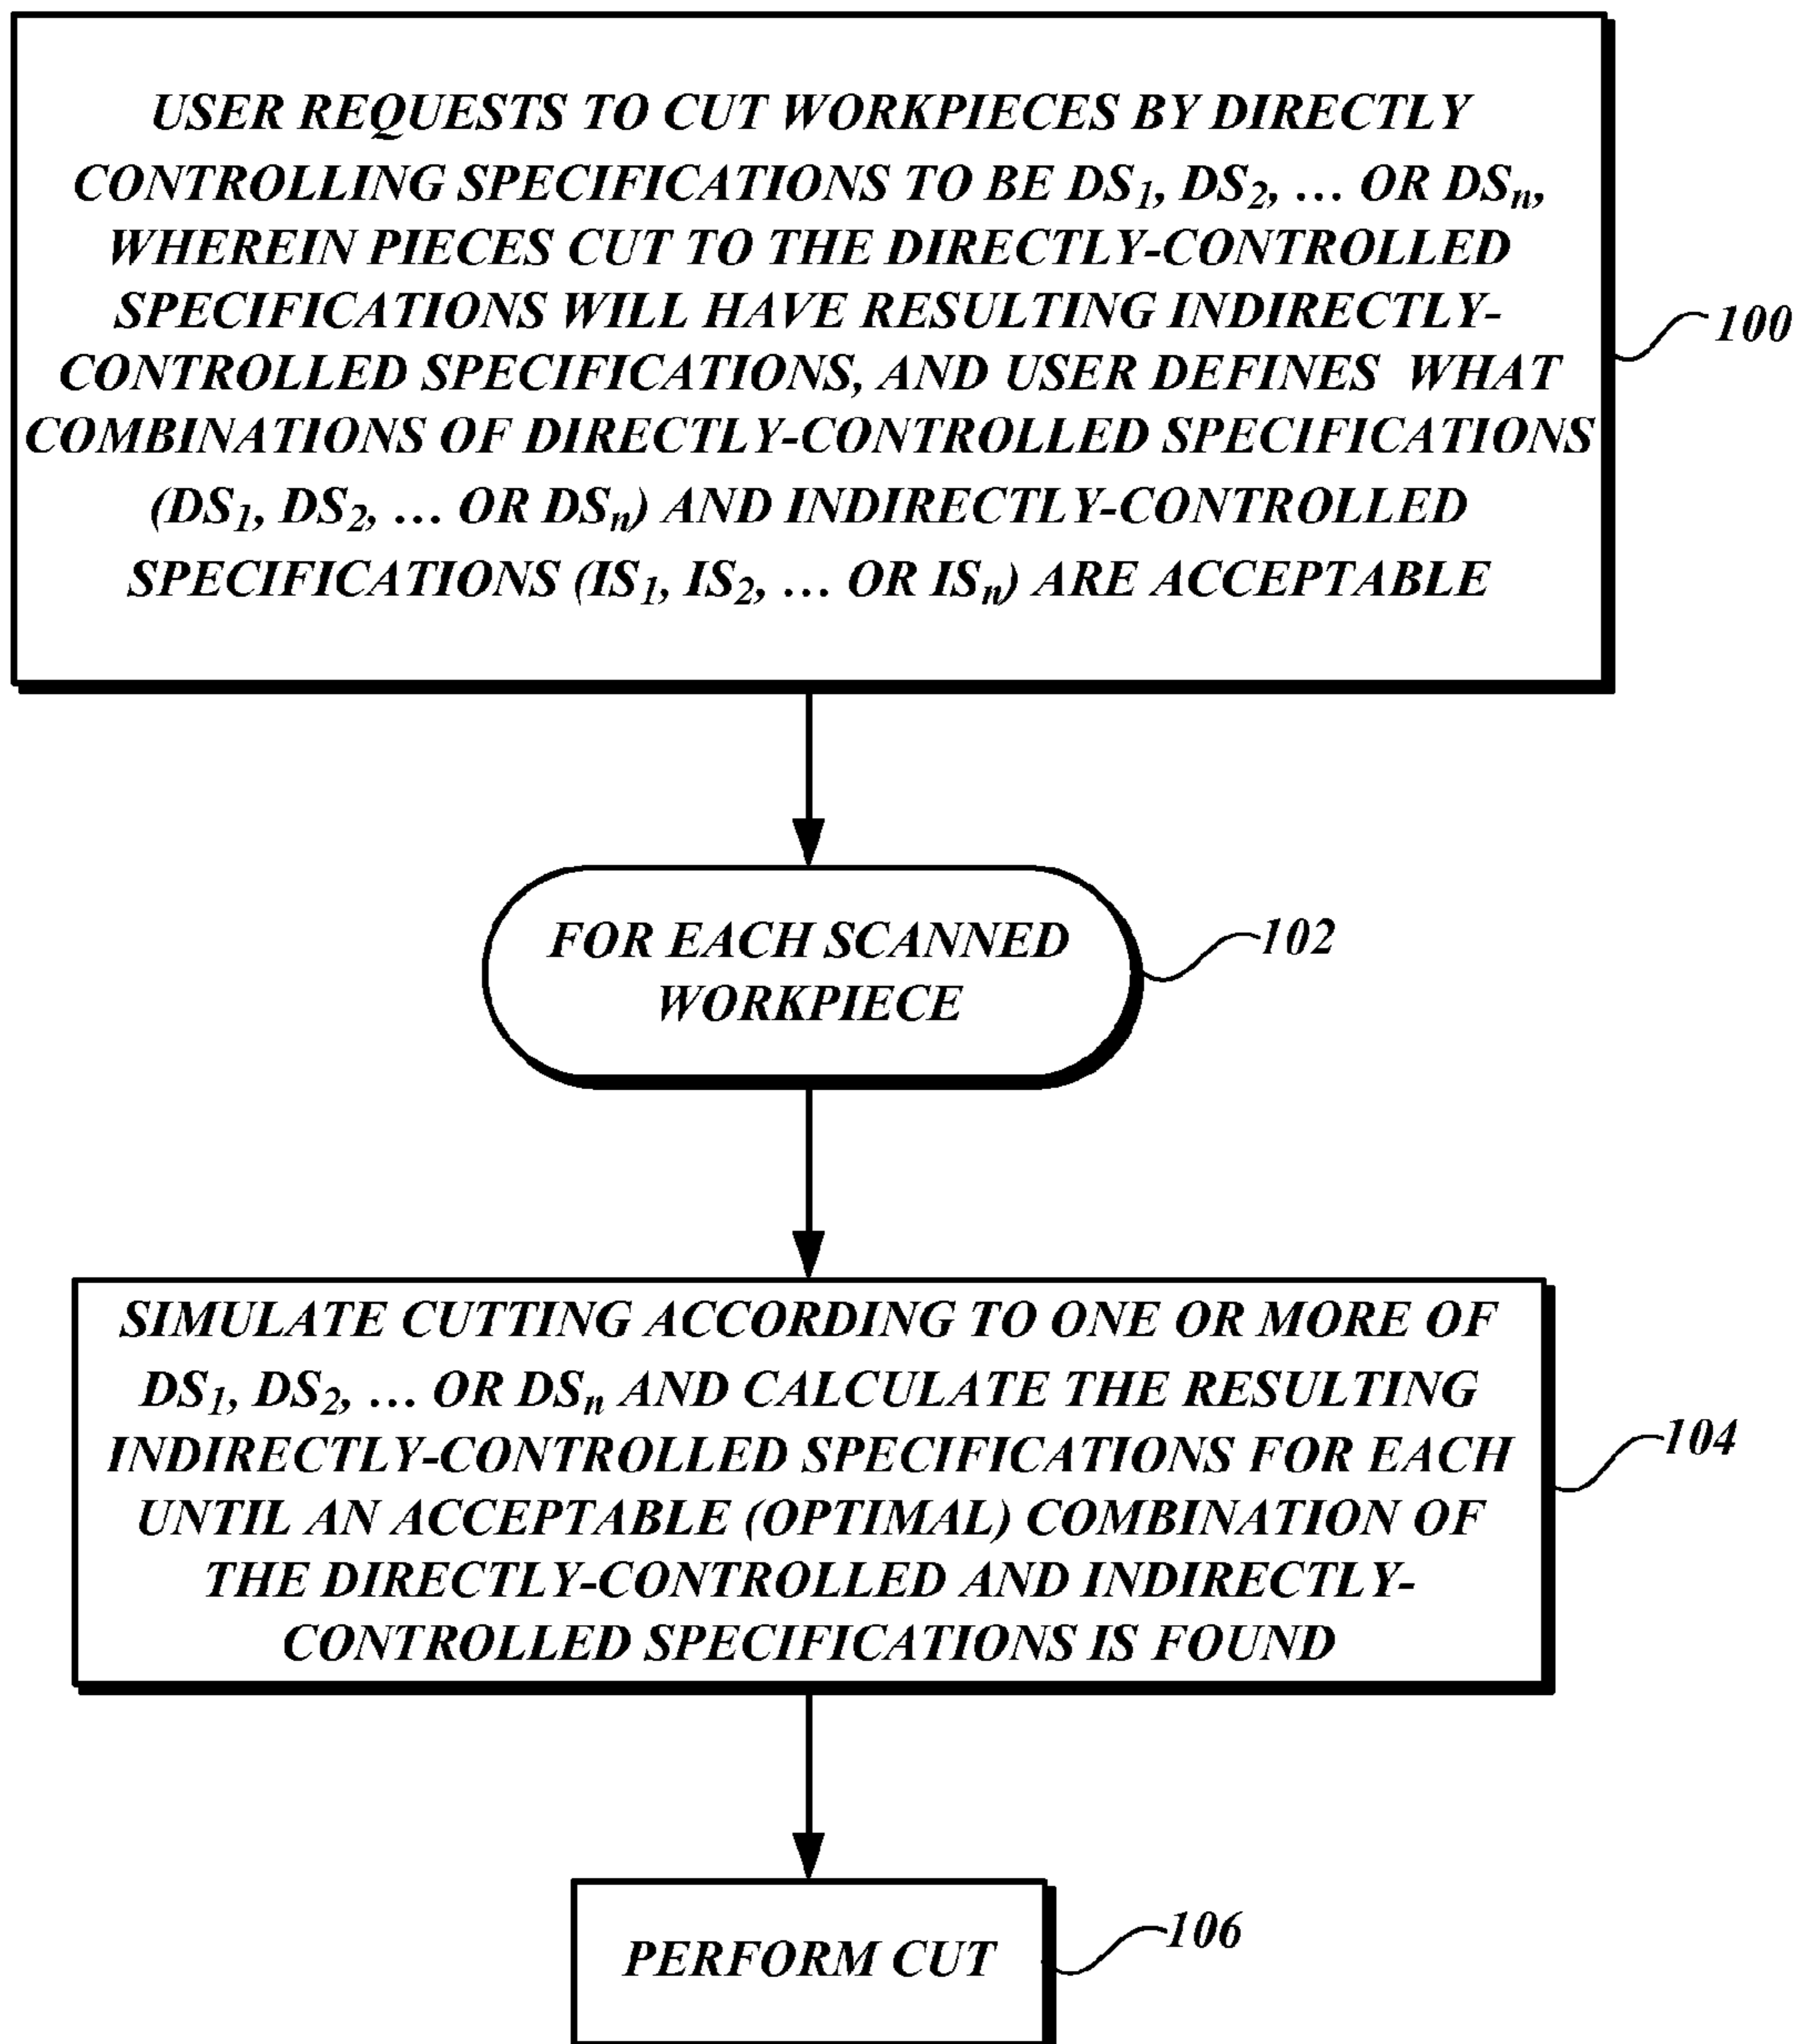 USER REQUESTS TO CUT WORKPIECES BY DIRECTLY
CONTROLLING SPECIFICATIONS TO BE DS1, DS2, ... OR DSn,
WHEREIN PIECES CUT TO THE DIRECTLY-CONTROLLED
SPECIFICATIONS WILL HAVE RESULTING INDIRECTLY-
CONTROLLED SPECIFICATIONS, AND USER DEFINES WHAT
COMBINATIONS OF DIRECTLY-CONTROLLED SPECIFICATIONS
(DS1, DS2, ... OR DSn) AND INDIRECTLY-CONTROLLED
SPECIFICATIONS (IS1, IS2, ... OR ISn) ARE ACCEPTABLE
100
FOR EACH SCANNED
WORKPIECE
102
SIMULATE CUTTING ACCORDING TO ONE OR MORE OF
DS1, DS2, ... OR DSn AND CALCULATE THE RESULTING
INDIRECTLY-CONTROLLED SPECIFICATIONS FOR EACH
UNTIL AN ACCEPTABLE (OPTIMAL) COMBINATION OF
THE DIRECTLY-CONTROLLED AND INDIRECTLY-
CONTROLLED SPECIFICATIONS IS FOUND
104
PERFORM CUT
106